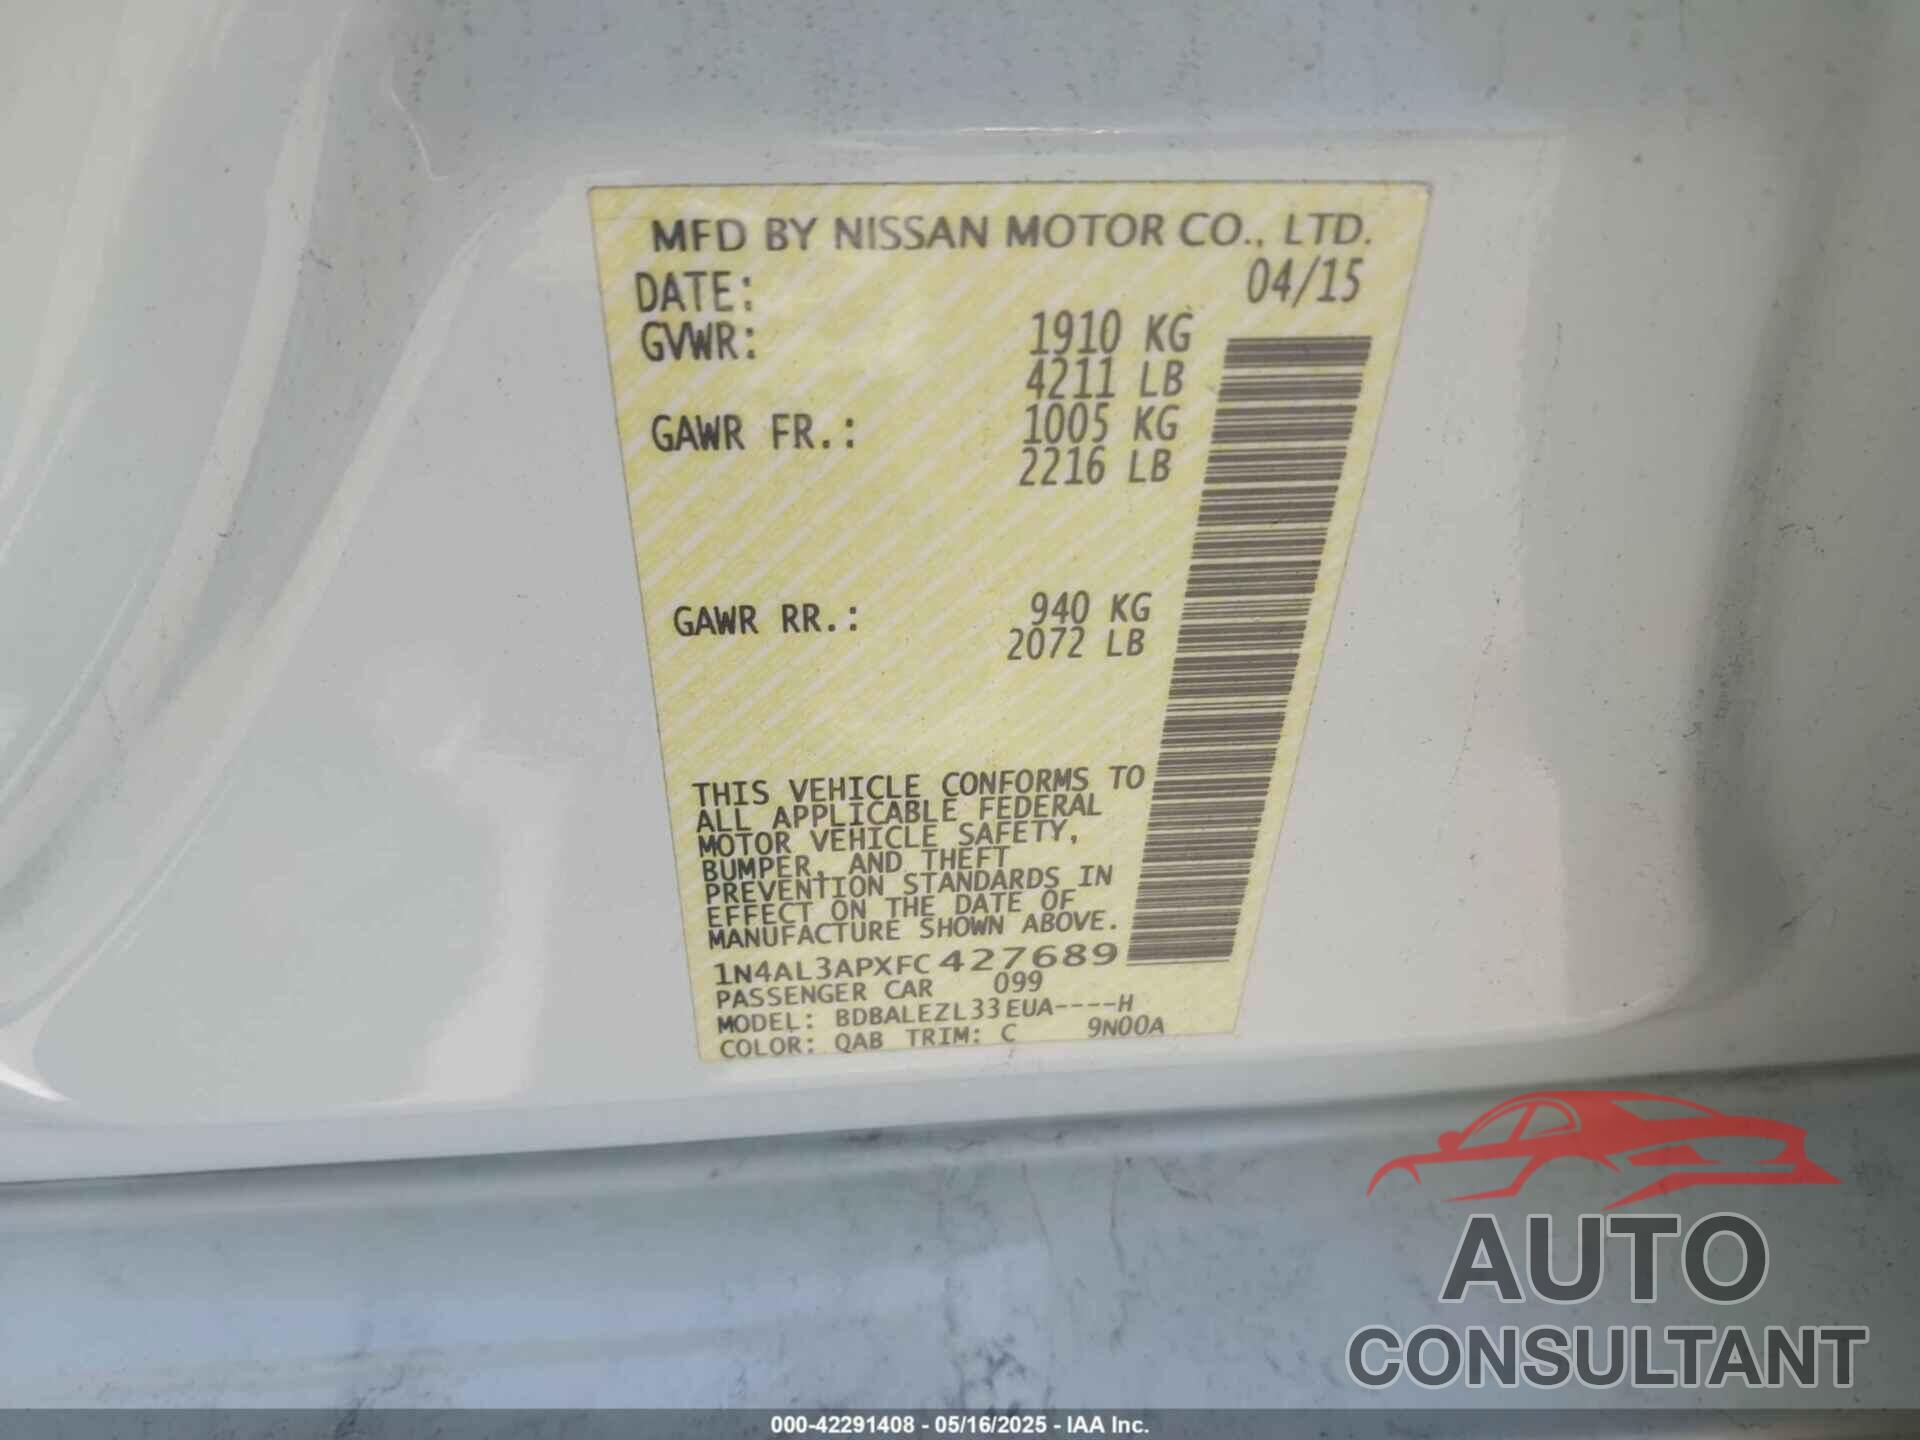 MFD BY NISSAN MOTOR CO., LTD.
DATE: 04/15
GVWR: 1910 KG
4211 LB
GAWR FR.: 1005 KG
2216 LB
GAWR RR.: 940 KG
2072 LB
THIS VEHICLE CONFORMS TO
ALL APPLICABLE FEDERAL
MOTOR VEHICLE SAFETY,
BUMPER, AND THEFT
PREVENTION STANDARDS IN
EFFECT ON THE DATE OF
MANUFACTURE SHOWN ABOVE.
1N4AL3APXFC427689
PASSENGER CAR 099
MODEL: BDBALEZL33EUA----H
COLOR: QAB TRIM: C 9N00A
AUTO
CONSULTANT
000-42291408 - 05/16/2025 - IAA Inc.